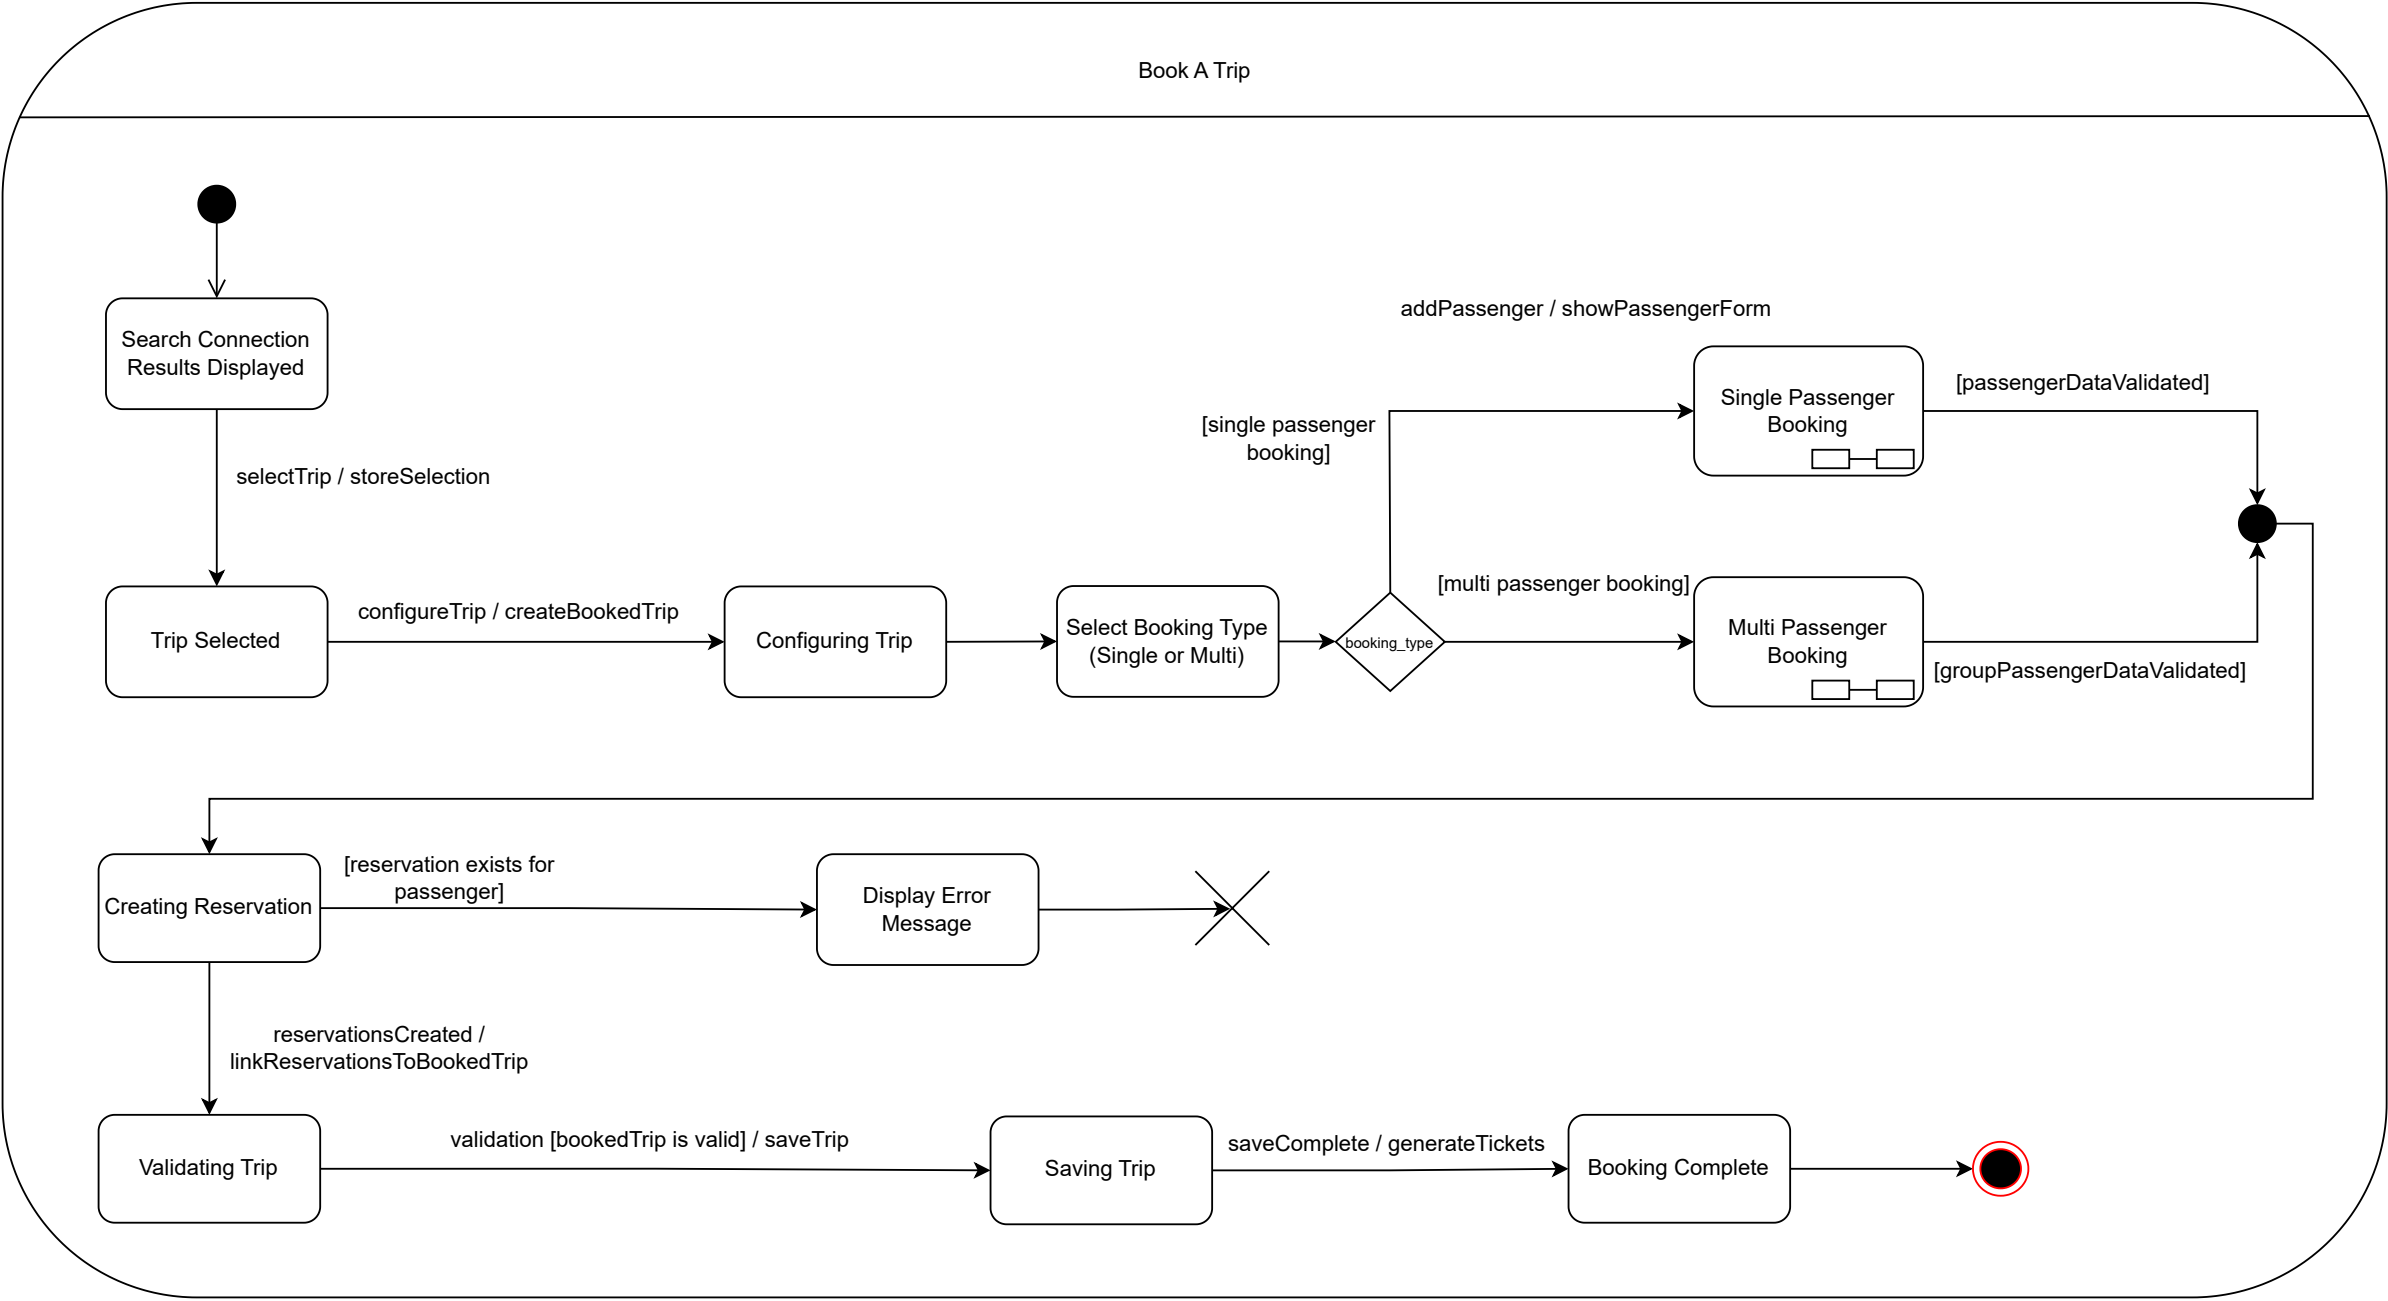 Book A Trip
Search Connection
Results Displayed
selectTrip / storeSelection
addPassenger / showPassengerForm
[single passenger
booking]
Single Passenger
Booking
[passengerDataValidated]
Trip Selected
configureTrip / createBookedTrip
Configuring Trip
Select Booking Type
(Single or Multi)
booking_type
[multi passenger booking]
Multi Passenger
Booking
[groupPassengerDataValidated]
Creating Reservation
[reservation exists for
passenger]
Display Error
Message
reservationsCreated /
linkReservationsToBookedTrip
Validating Trip
validation [bookedTrip is valid] / saveTrip
Saving Trip
saveComplete / generateTickets
Booking Complete